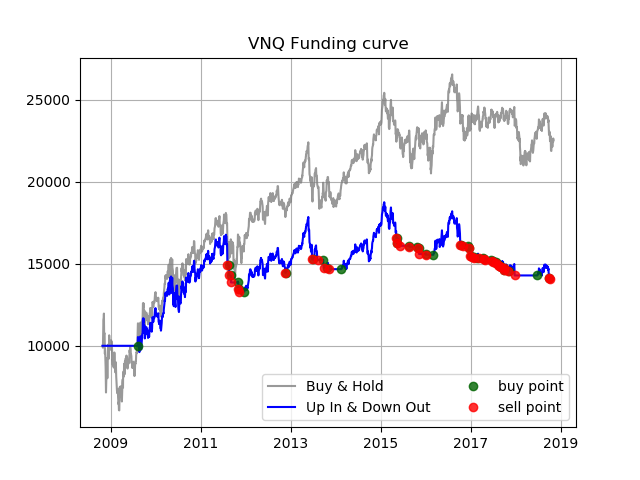 VNQ Funding curve
25000
20000
15000
10000
Buy & Hold
Up In & Down Out
buy point
sell point
2009
2011
2013
2015
2017
2019